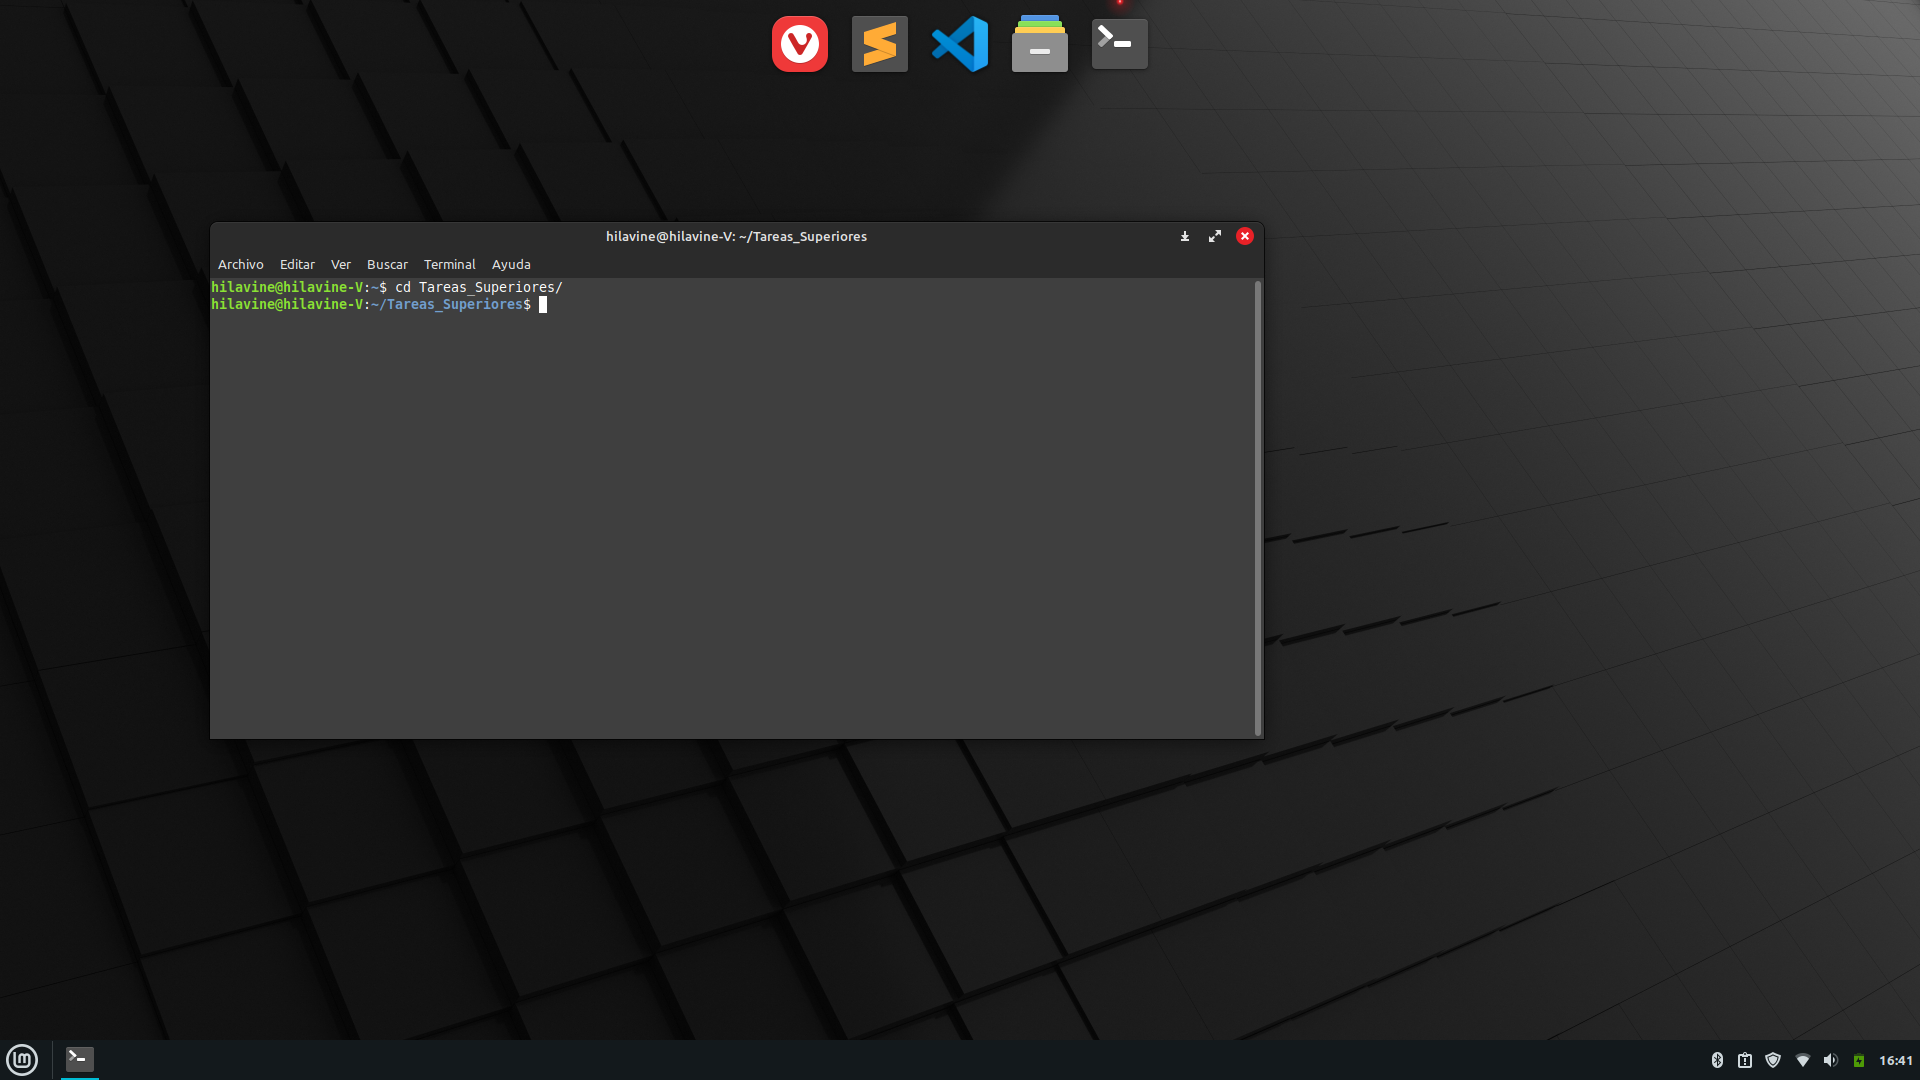 hilavine@hilavine-V: ~/Tareas_Superiores
Archivo Editar Ver Buscar Terminal Ayuda
hilavine@hilavine-V:~$ cd Tareas_Superiores/
hilavine@hilavine-V:~/Tareas_Superiores$
16:41